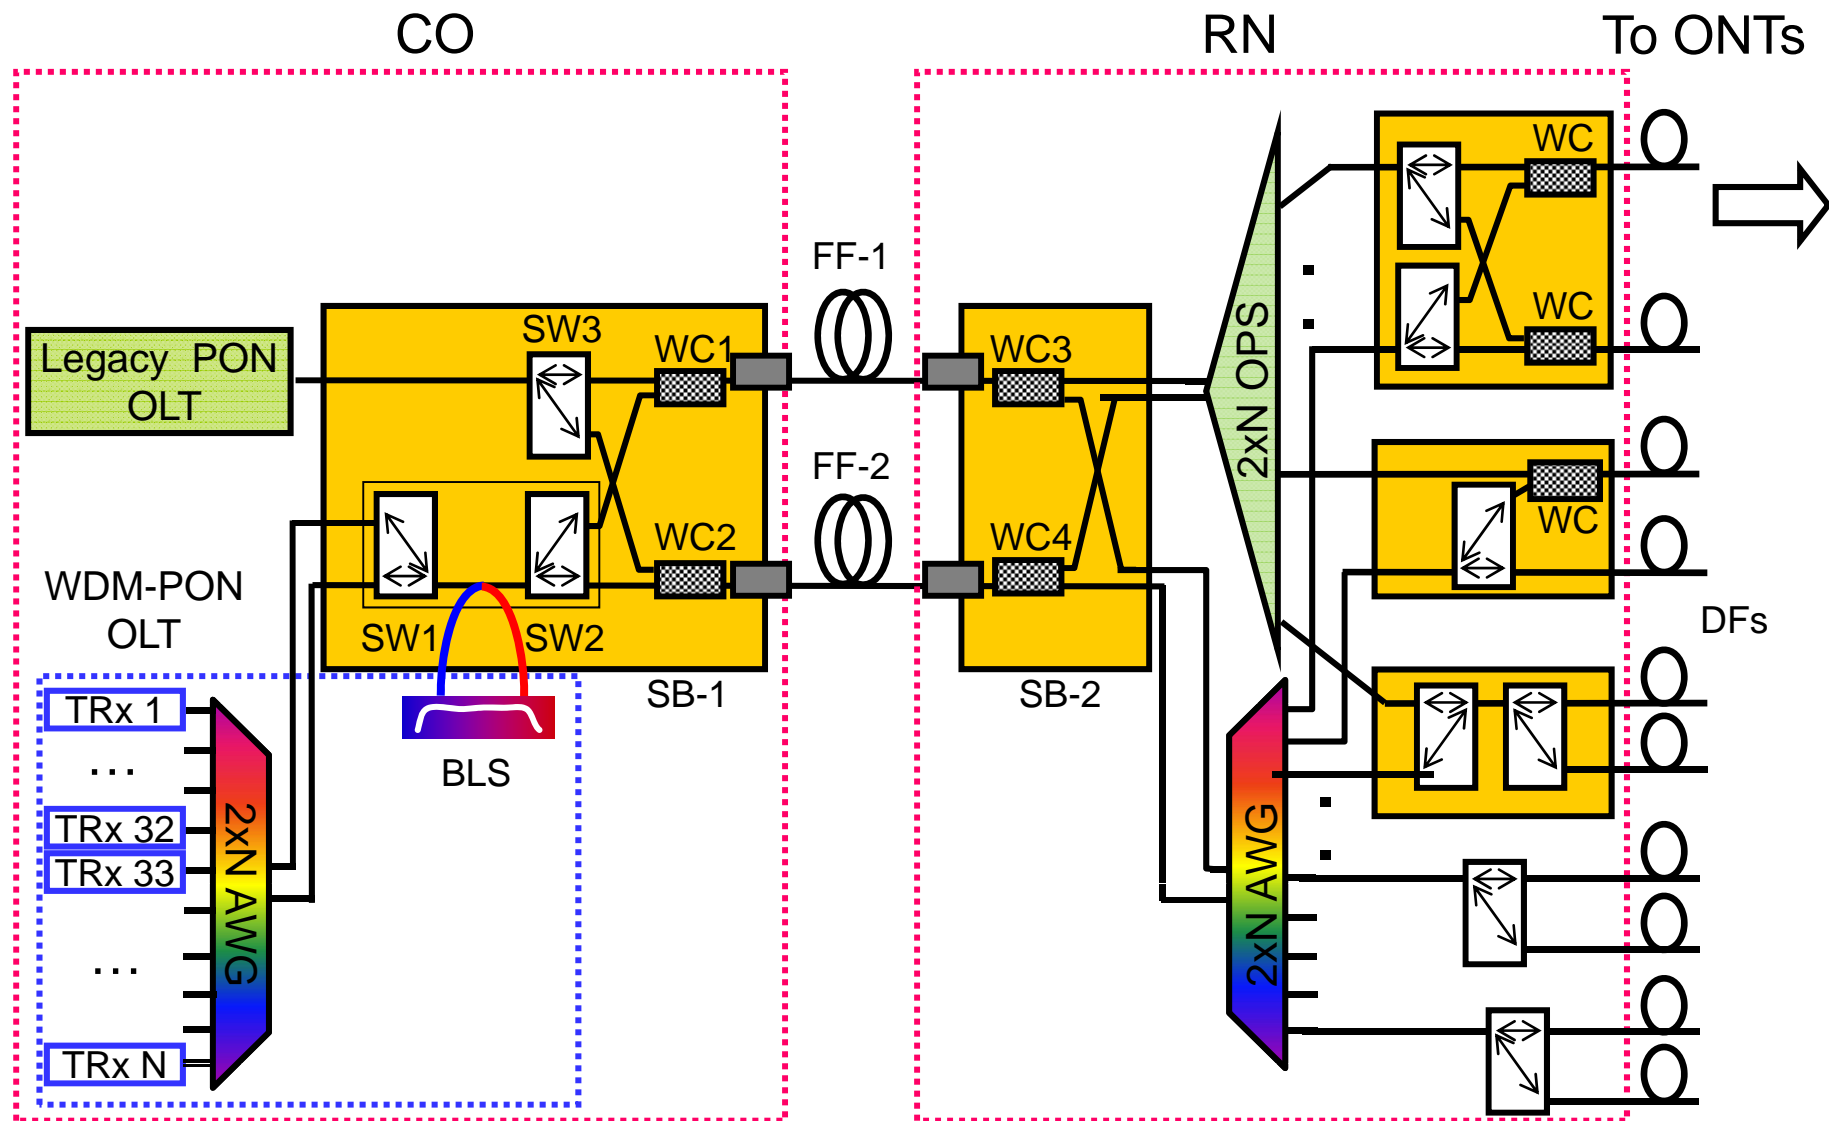 CO
RN
To ONTs
WC
FF-1
SW3
WC1
WC3
WC
Legacy PON
OLT
2xN OPS
FF-2
WC2
WC4
WC
WDM-PON
OLT
SW1
SW2
DFs
SB-1
SB-2
TRx 1
BLS
...
TRx 32
TRx 33
2xN AWG
2xN AWG
...
TRx N